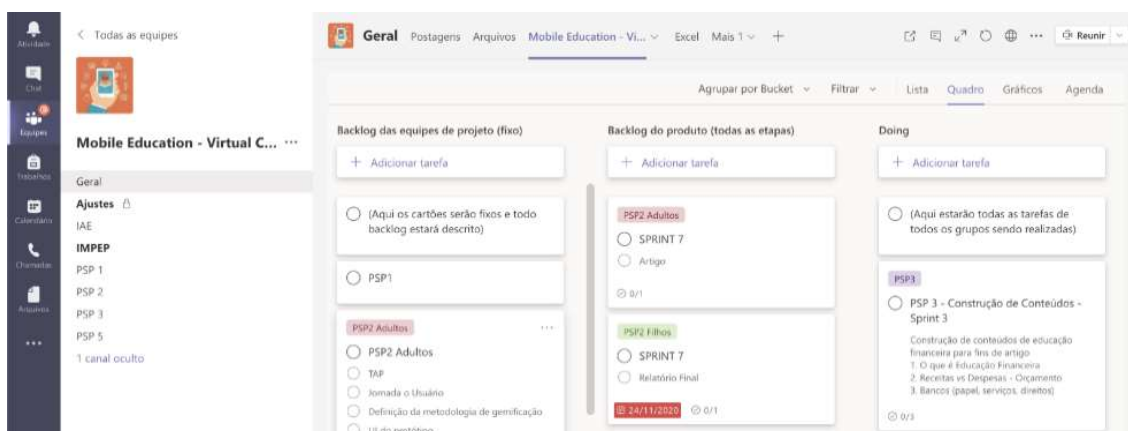 Atividade
Chat
Equipes
Trabalhos
Calendário
Chamadas
Arquivos
Todas as equipes
Mobile Education - Virtual C... ...
Geral
Ajustes
IAE
IMPEP
PSP 1
PSP 2
PSP 3
PSP 5
1 canal oculto
Geral Postagens Arquivos Mobile Education - Vi... Excel Mais 1 +
... Reunir
Agrupar por Bucket Filtrar Lista Quadro Gráficos Agenda
Backlog das equipes de projeto (fixo)
+ Adicionar tarefa
(Aqui os cartões serão fixos e todo
backlog estará descrito)
PSP1
PSP2 Adultos
...
PSP2 Adultos
TAP
Jornada o Usuário
Definição da metodologia de gemificação
UI do protótipo
Backlog do produto (todas as etapas)
+ Adicionar tarefa
PSP2 Adultos
SPRINT 7
Artigo
0/1
PSP2 Filhos
SPRINT 7
Relatório Final
24/11/2020 0/1
Doing
+ Adicionar tarefa
(Aqui estarão todas as tarefas de
todos os grupos sendo realizadas)
PSP3
PSP 3 - Construção de Conteúdos -
Sprint 3
Construção de conteúdos de educação
financeira para fins de artigo
1. O que é Educação Financeira
2. Receitas vs Despesas - Orçamento
3. Bancos (papel, serviços, direitos)
0/3